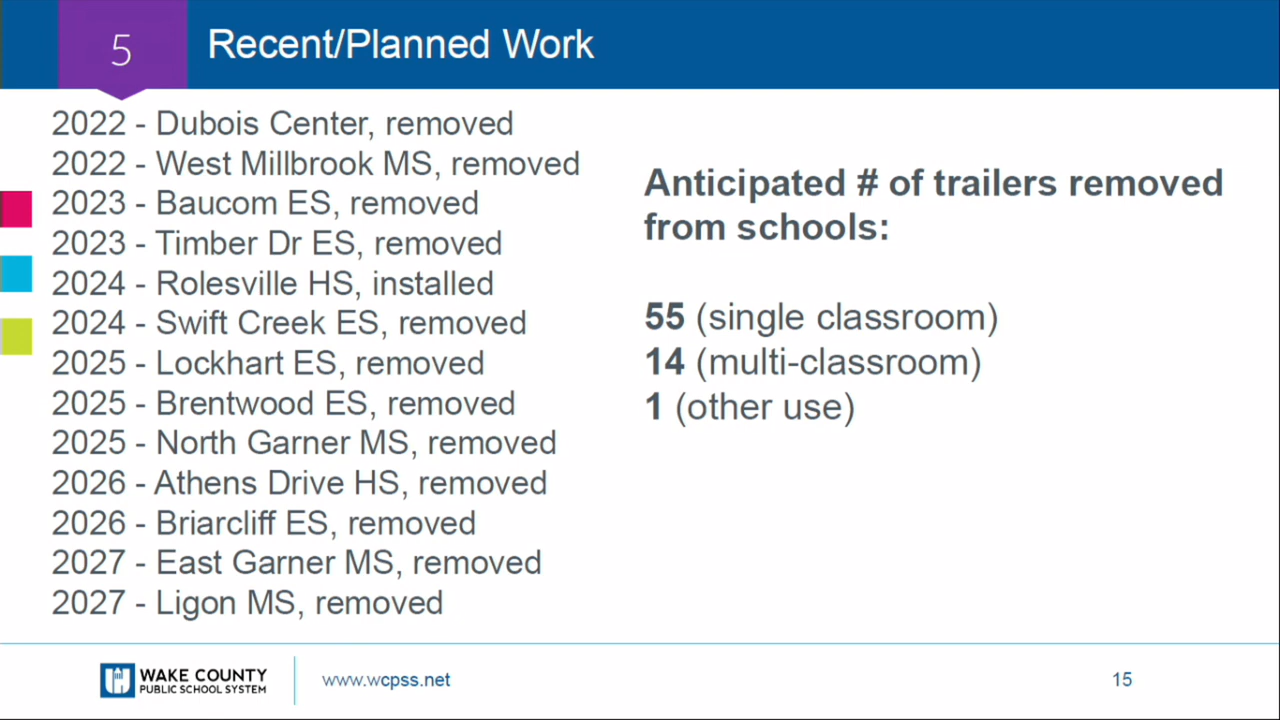 5
Recent/Planned Work
2022 - Dubois Center, removed
2022 - West Millbrook MS, removed
2023 - Baucom ES, removed
2023 - Timber Dr ES, removed
2024 - Rolesville HS, installed
2024 - Swift Creek ES, removed
2025 - Lockhart ES, removed
2025 - Brentwood ES, removed
2025 - North Garner MS, removed
2026 - Athens Drive HS, removed
2026 - Briarcliff ES, removed
2027 - East Garner MS, removed
2027 - Ligon MS, removed
Anticipated # of trailers removed
from schools:
55 (single classroom)
14 (multi-classroom)
1 (other use)
WAKE COUNTY
PUBLIC SCHOOL SYSTEM
www.wcpss.net
15